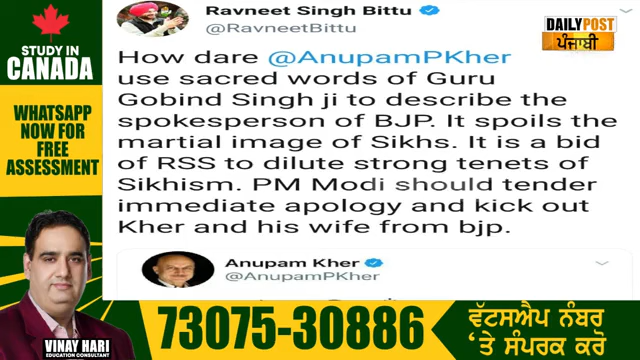 STUDY IN
CANADA
WHATSAPP
NOW FOR
FREE
ASSESSMENT
VINAY HARI
EDUCATION CONSULTANT
Ravneet Singh Bittu
@RavneetBittu
DAILYPOST
ਪੰਜਾਬੀ
How dare @AnupamPKher
use sacred words of Guru
Gobind Singh ji to describe the
spokesperson of BJP. It spoils the
martial image of Sikhs. It is a bid
of RSS to dilute strong tenets of
Sikhism. PM Modi should tender
immediate apology and kick out
Kher and his wife from bjp.
Anupam Kher
@AnupamPKher
73075-30886
ਵੱਟਸਐਪ ਨੰਬਰ
'ਤੇ ਸੰਪਰਕ ਕਰੋ